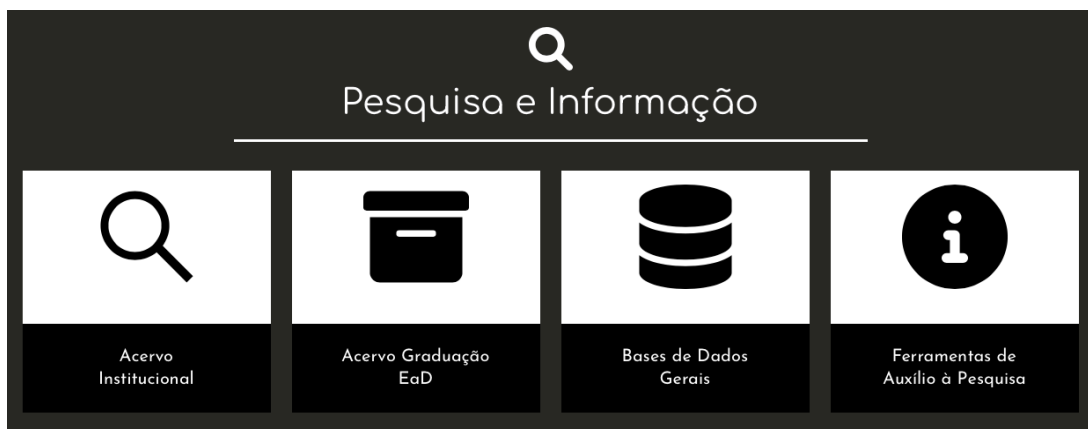 Pesquisa e Informação
Acervo
Institucional
Acervo Graduação
EaD
Bases de Dados
Gerais
Ferramentas de
Auxílio à Pesquisa